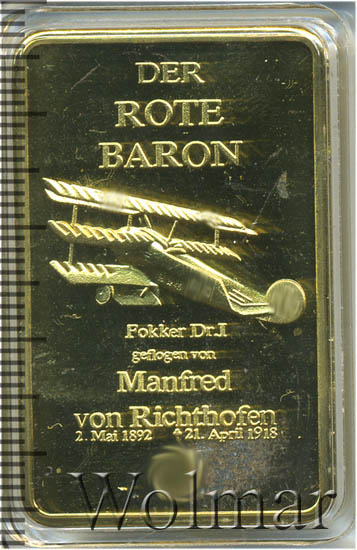 DER
ROTE
BARON
Fokker Dr.I
geflogen von
Manfred
von Richthofen
2. Mai 1892 †21. April 1918
Wolmar